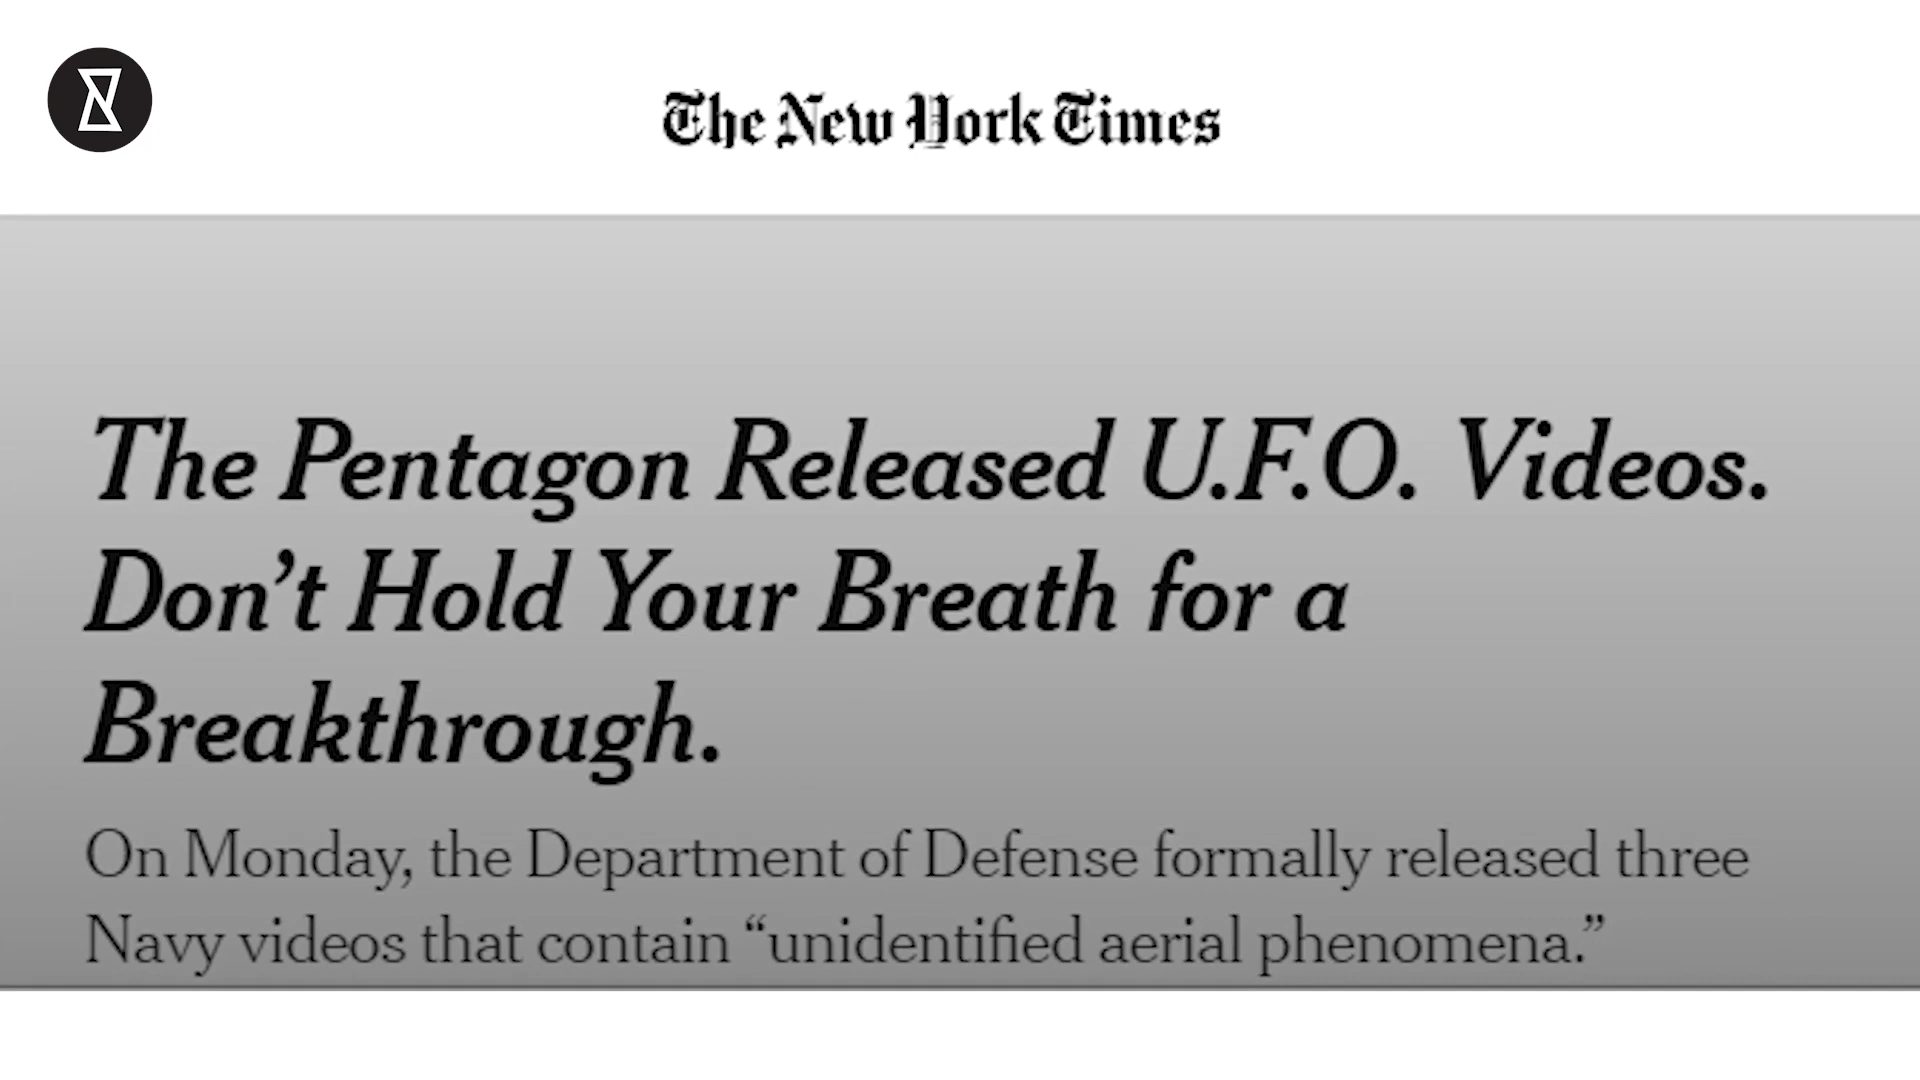 The New York Times
The Pentagon Released U.F.O. Videos.
Don’t Hold Your Breath for a
Breakthrough.
On Monday, the Department of Defense formally released three
Navy videos that contain “unidentified aerial phenomena.”